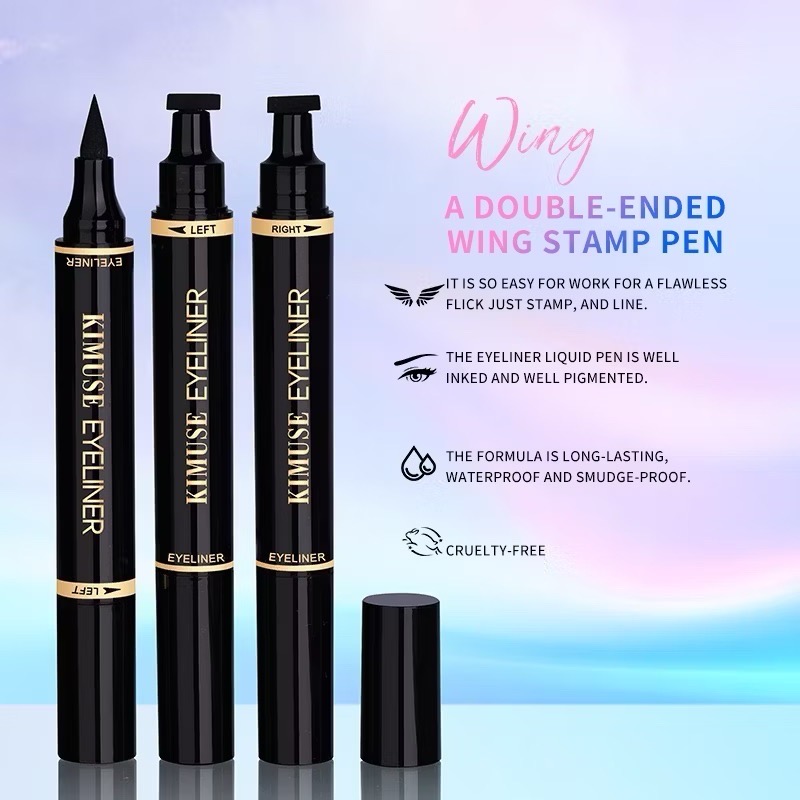 Wing
A DOUBLE-ENDED
WING STAMP PEN
IT IS SO EASY FOR WORK FOR A FLAWLESS
FLICK JUST STAMP, AND LINE.
THE EYELINER LIQUID PEN IS WELL
INKED AND WELL PIGMENTED.
THE FORMULA IS LONG-LASTING,
WATERPROOF AND SMUDGE-PROOF.
CRUELTY-FREE
EYELINER
KIMUSE EYELINER
LEFT
LEFT
KIMUSE EYELINER
EYELINER
RIGHT
KIMUSE EYELINER
EYELINER